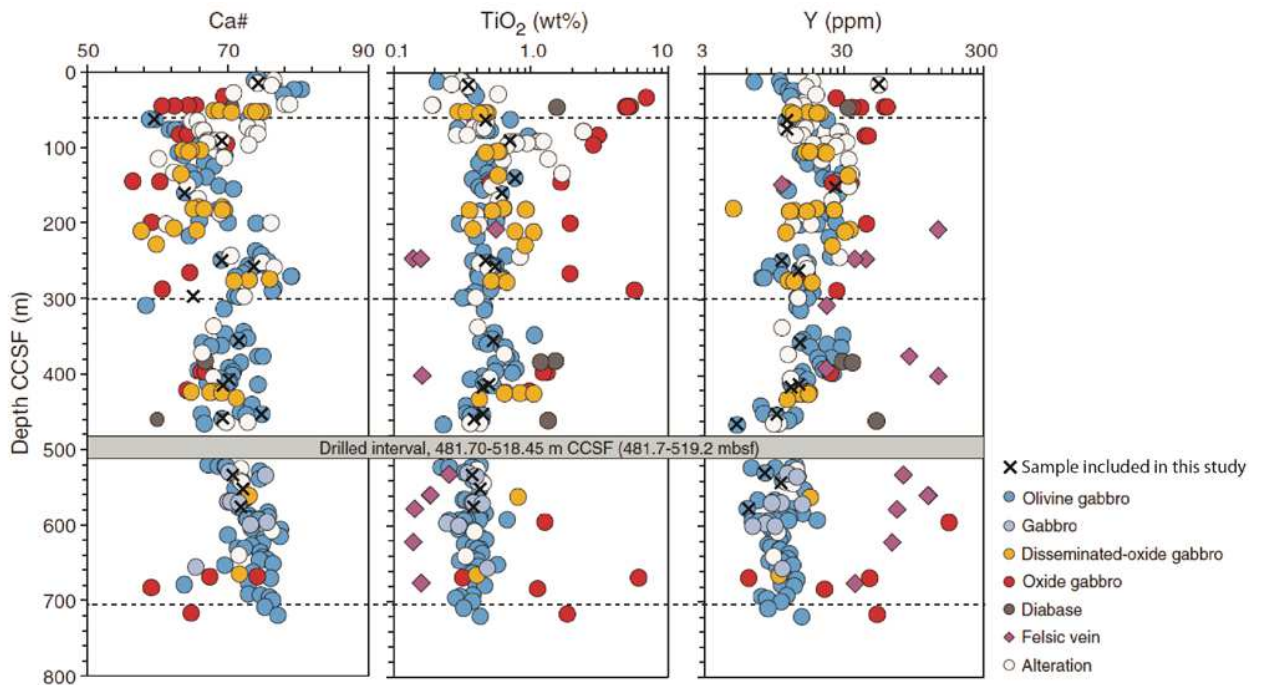 Ca# TiO2 (wt%) Y (ppm)
50 70 90 0.1 1.0 10 3 30 300
0
100
200
300
400
500
600
700
800
Depth CCSF (m)
Drilled interval, 481.70-518.45 m CCSF (481.7-519.2 mbsf)
Sample included in this study
Olivine gabbro
Gabbro
Disseminated-oxide gabbro
Oxide gabbro
Diabase
Felsic vein
Alteration